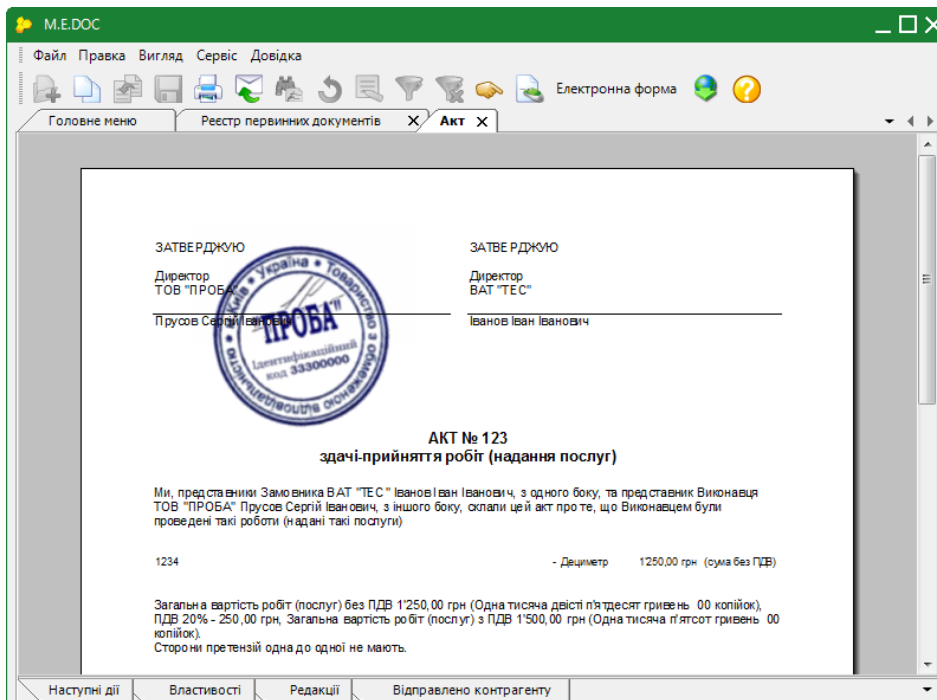 M.E.DOC
Файл Правка Вигляд Сервіс Довідка
Електронна форма
Головне меню Реєстр первинних документів Акт
ЗАТВЕРДЖУЮ ЗАТВЕРДЖУЮ
Директор Директор
ТОВ "ПРОБА" ВАТ "ТЕС"
Прусов Сергій Іванович Іванов Іван Іванович
м. Київ • Україна • Товариство з обмеженою відповідальністю
"ПРОБА"
Ідентифікаційний
код 33300000
АКТ № 123
здачі-прийняття робіт (надання послуг)
Ми, представники Замовника ВАТ "ТЕС" Іванов Іван Іванович, з одного боку, та представник Виконавця
ТОВ "ПРОБА" Прусов Сергій Іванович, з іншого боку, склали цей акт про те, що Виконавцем були
проведені такі роботи (надані такі послуги)
1234 - Дециметр 1'250,00 грн (сума без ПДВ)
Загальна вартість робіт (послуг) без ПДВ 1'250,00 грн (Одна тисяча двісті п'ятдесят гривень 00 копійок),
ПДВ 20% - 250,00 грн, Загальна вартість робіт (послуг) з ПДВ 1'500,00 грн (Одна тисяча п'ятсот гривень 00
копійок).
Сторони претензій одна до одної не мають.
Наступні дії Властивості Редакції Відправлено контрагенту